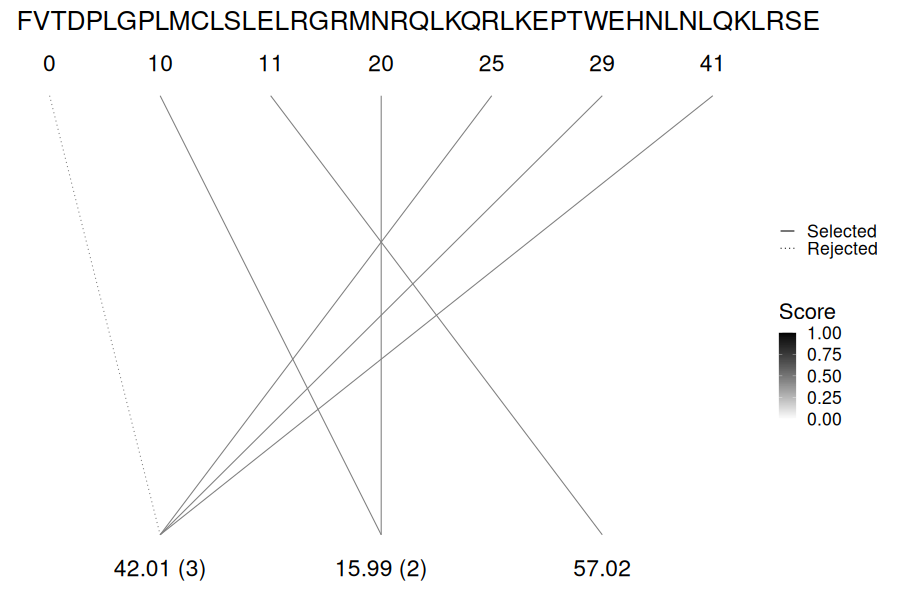 FVTDPLGPLMCLSLELRGRMNRQLKQRLKEPTWEHNLNLQKLRSE
0 10 11 20 25 29 41
Selected
Rejected
Score
1.00
0.75
0.50
0.25
0.00
42.01 (3) 15.99 (2) 57.02